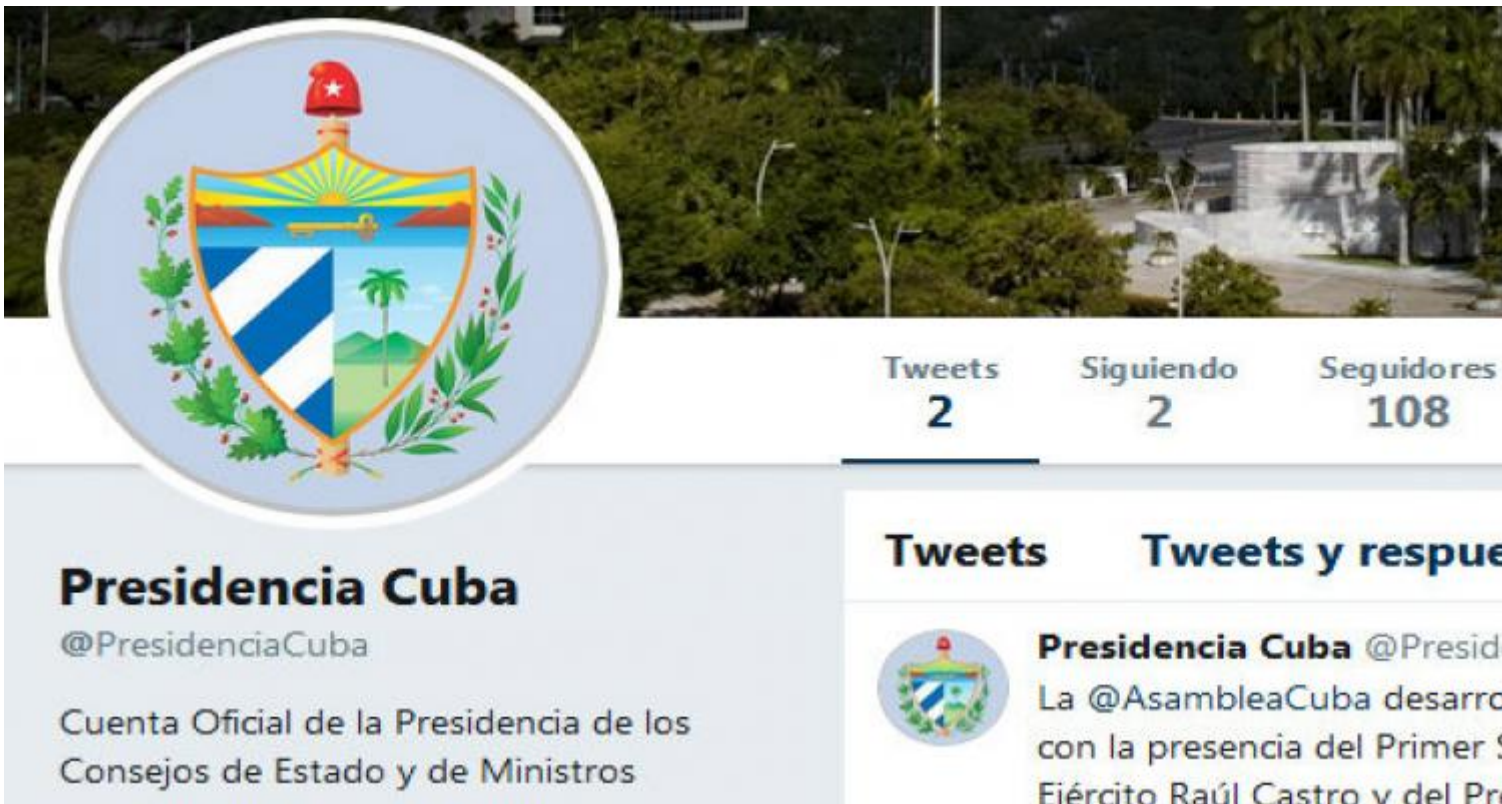 Tweets Siguiendo Seguidores
2 2 108
Presidencia Cuba
@PresidenciaCuba
Cuenta Oficial de la Presidencia de los
Consejos de Estado y de Ministros
Tweets Tweets y respue
Presidencia Cuba @Presid
La @AsambleaCuba desarro
con la presencia del Primer S
Ejército Raúl Castro y del Pre